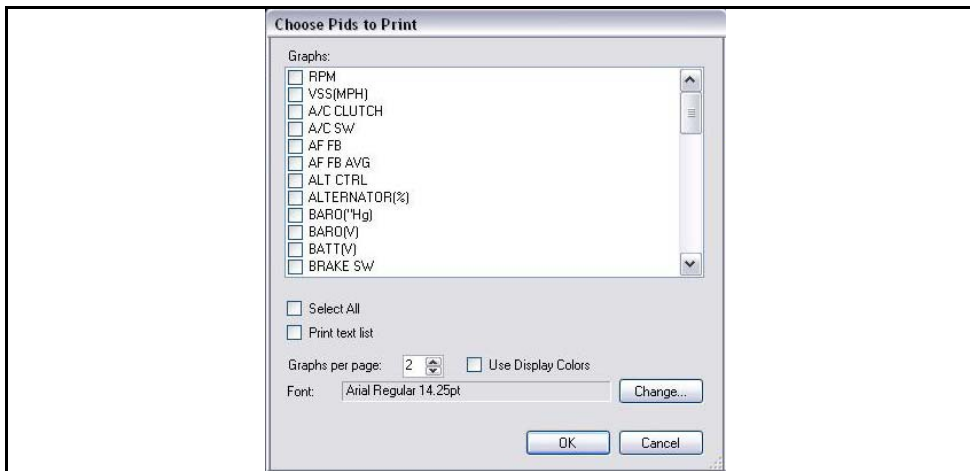 Choose Pids to Print
Graphs:
RPM
VSS(MPH)
A/C CLUTCH
A/C SW
AF FB
AF FB AVG
ALT CTRL
ALTERNATOR(%)
BARO("Hg)
BARO(V)
BATT(V)
BRAKE SW
Select All
Print text list
Graphs per page: 2 Use Display Colors
Font: Arial Regular 14.25pt Change...
OK Cancel